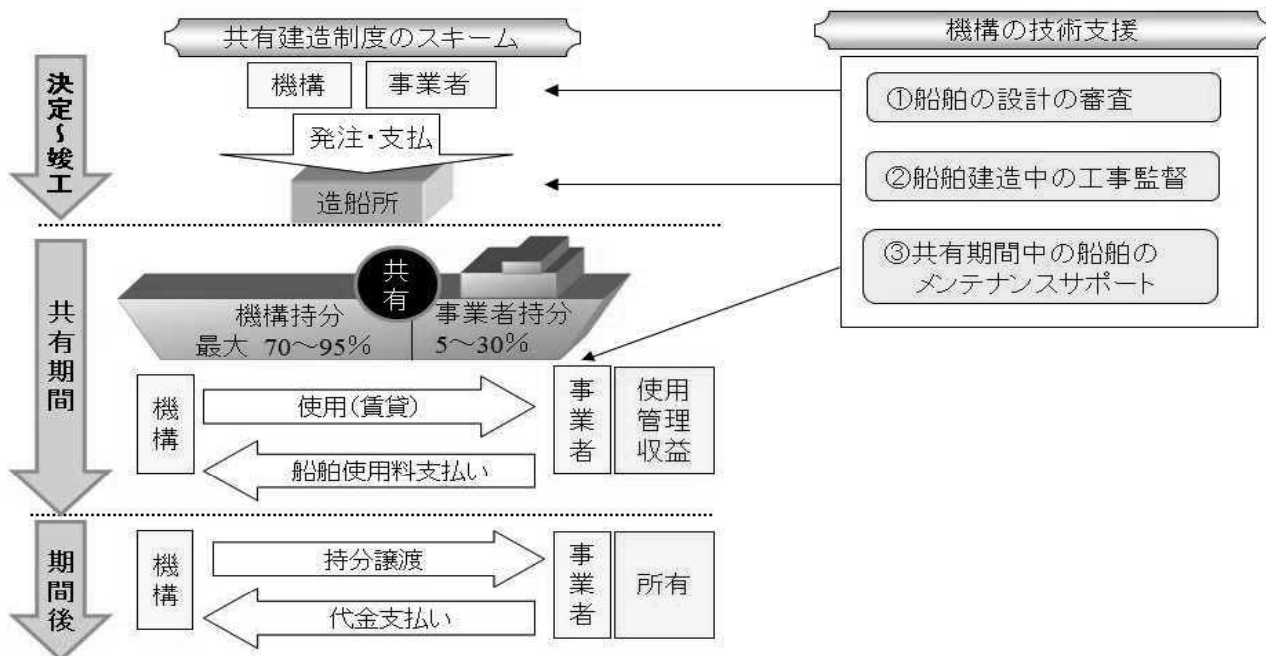 共有建造制度のスキーム
機構
事業者
発注・支払
造船所
決定～竣工
機構の技術支援
①船舶の設計の審査
②船舶建造中の工事監督
③共有期間中の船舶の
メンテナンスサポート
共有期間
共有
機構持分
最大 70～95%
事業者持分
5～30%
機構
使用(賃貸)
船舶使用料支払い
事業者
使用
管理
収益
期間後
機構
持分譲渡
代金支払い
事業者
所有